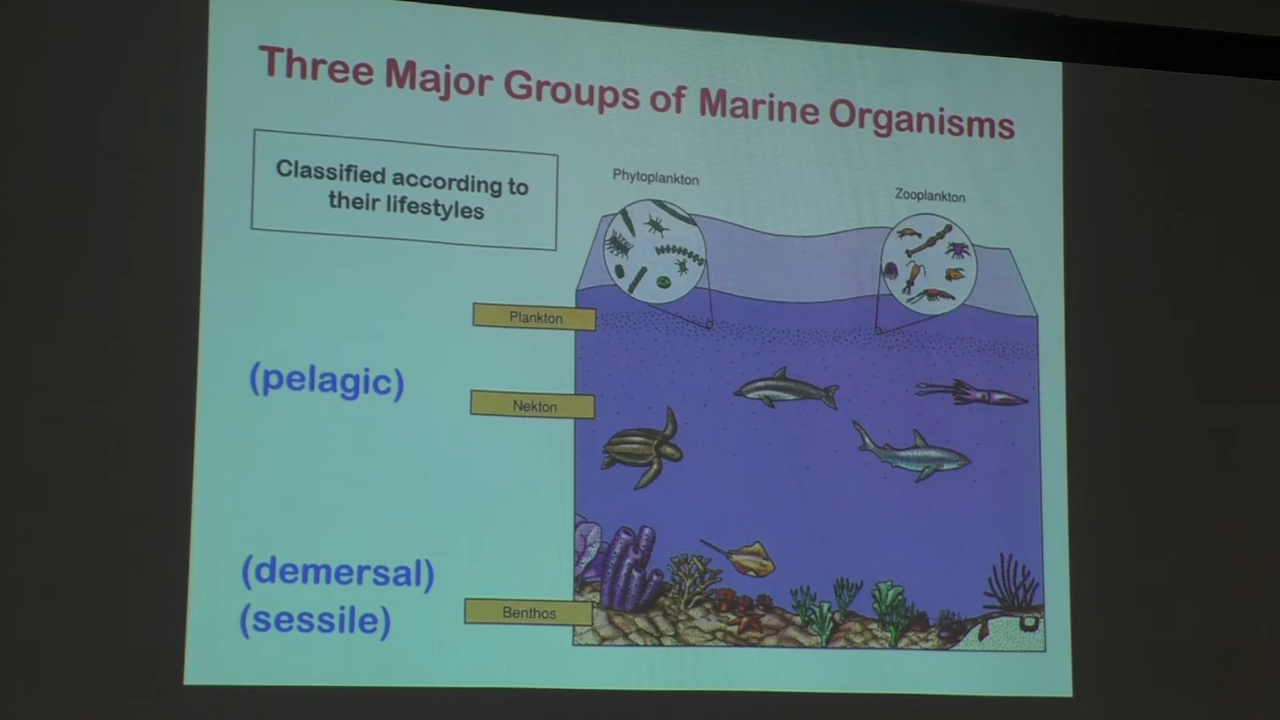 Three Major Groups of Marine Organisms
Classified according to
their lifestyles
Phytoplankton
Zooplankton
Plankton
(pelagic)
Nekton
(demersal)
(sessile)
Benthos